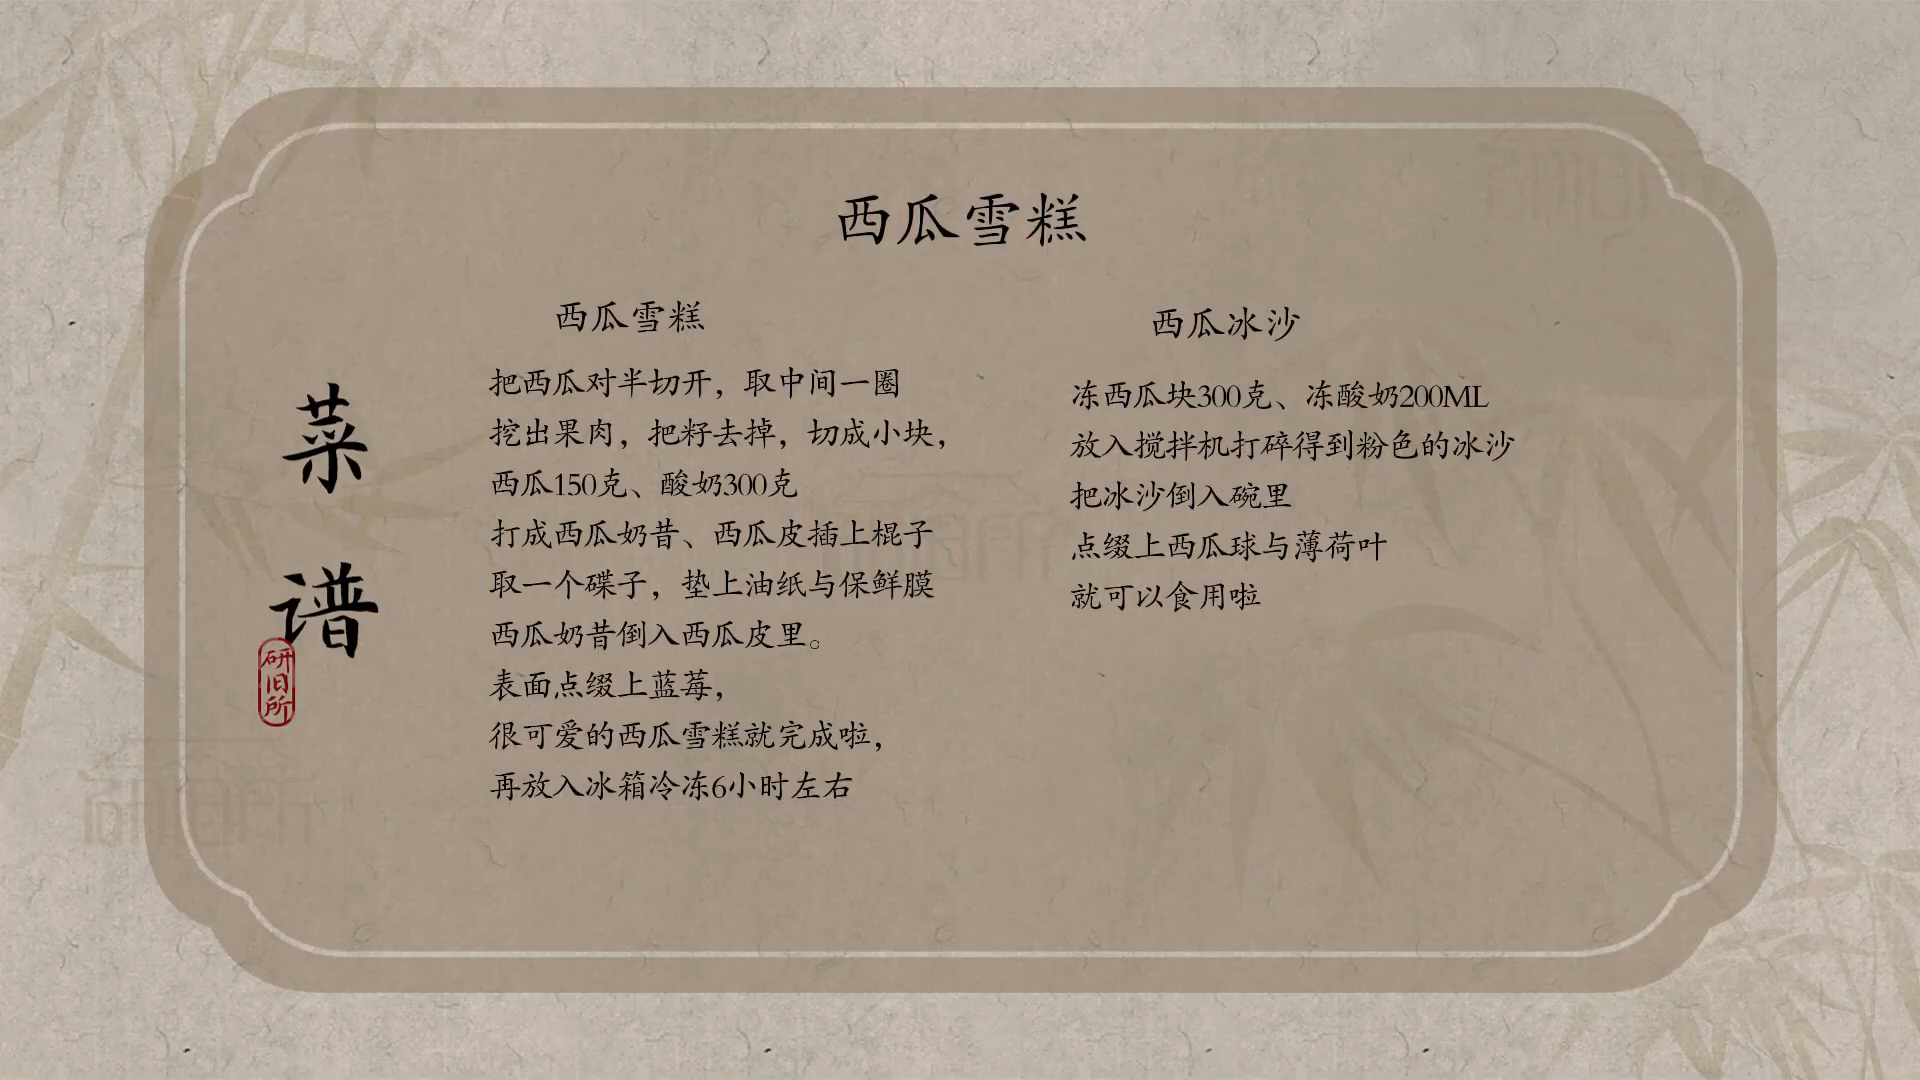 西瓜雪糕
菜谱
研旧所
西瓜雪糕
把西瓜对半切开，取中间一圈
挖出果肉，把籽去掉，切成小块，
西瓜150克、酸奶300克
打成西瓜奶昔、西瓜皮插上棍子
取一个碟子，垫上油纸与保鲜膜
西瓜奶昔倒入西瓜皮里。
表面点缀上蓝莓，
很可爱的西瓜雪糕就完成啦，
再放入冰箱冷冻6小时左右
西瓜冰沙
冻西瓜块300克、冻酸奶200ML
放入搅拌机打碎得到粉色的冰沙
把冰沙倒入碗里
点缀上西瓜球与薄荷叶
就可以食用啦